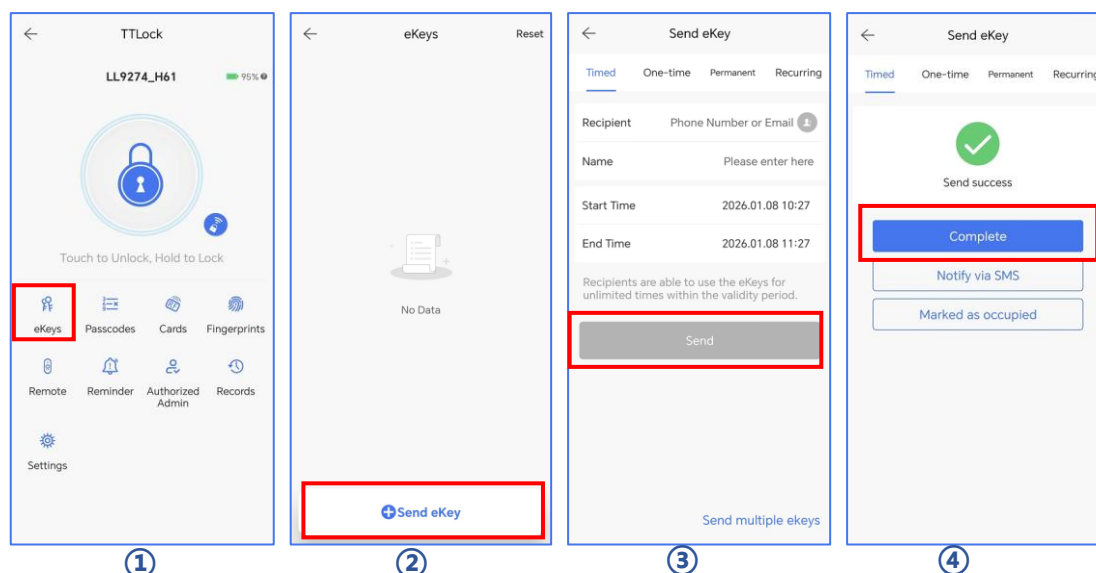 TTLock
LL9274_H61
95%
Touch to Unlock, Hold to Lock
eKeys
Passcodes
Cards
Fingerprints
Remote
Reminder
Authorized
Admin
Records
Settings
①
eKeys
Reset
No Data
Send eKey
②
Send eKey
Timed
One-time
Permanent
Recurring
Recipient
Phone Number or Email
Name
Please enter here
Start Time
2026.01.08 10:27
End Time
2026.01.08 11:27
Recipients are able to use the eKeys for
unlimited times within the validity period.
Send
Send multiple ekeys
③
Send eKey
Timed
One-time
Permanent
Recurring
Send success
Complete
Notify via SMS
Marked as occupied
④